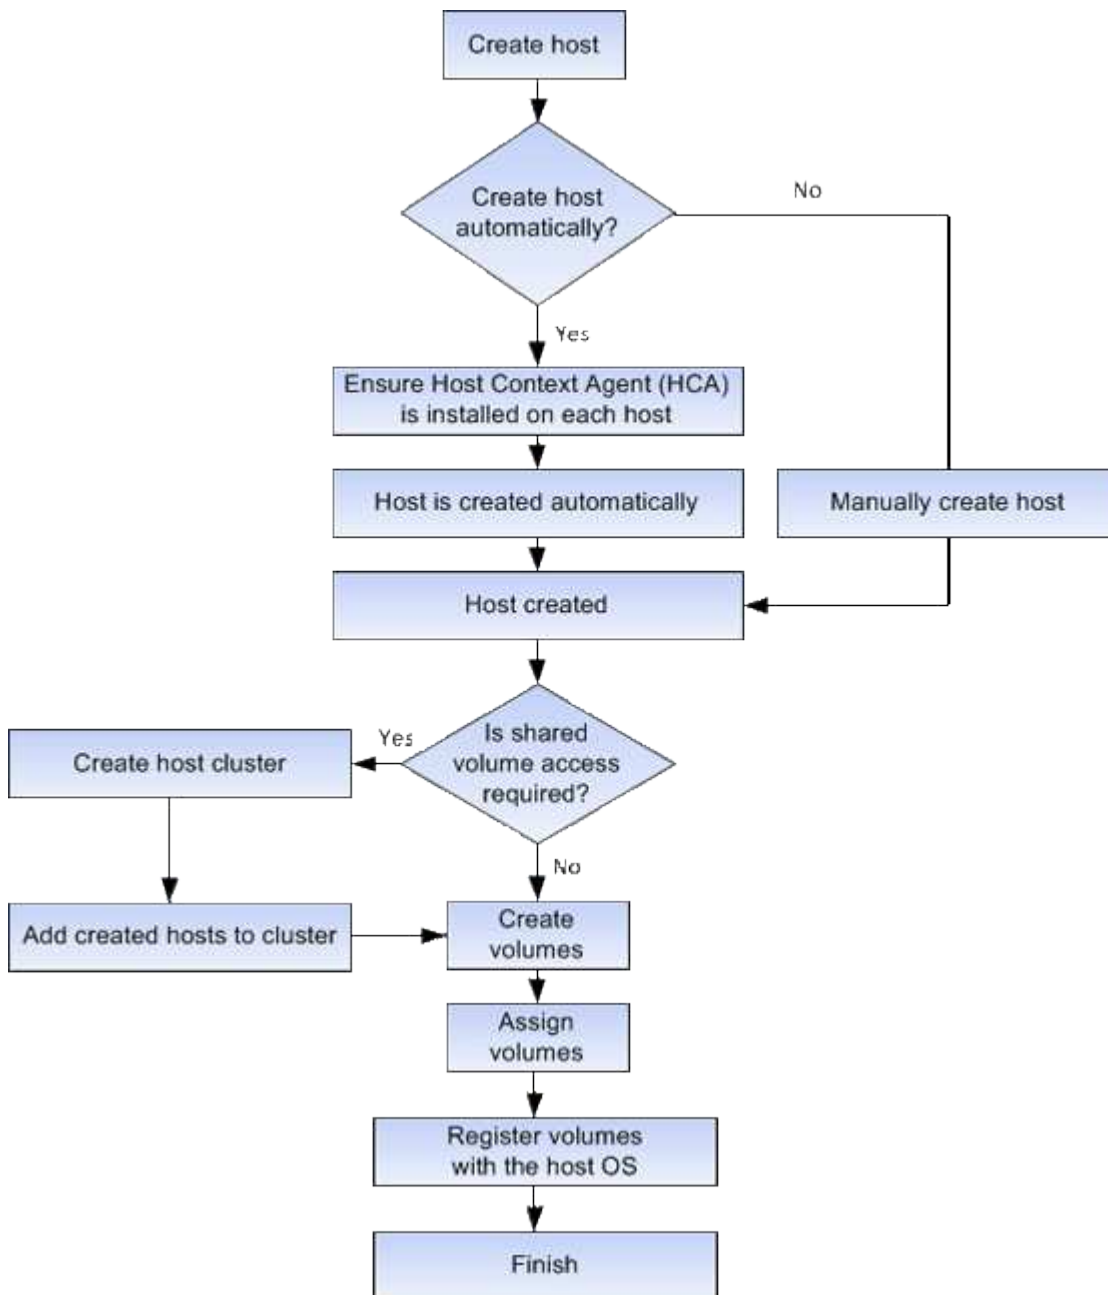 Create host
Create host
automatically?
No
Yes
Ensure Host Context Agent (HCA)
is installed on each host
Host is created automatically
Manually create host
Host created
Is shared
volume access
required?
Yes
Create host cluster
No
Add created hosts to cluster
Create
volumes
Assign
volumes
Register volumes
with the host OS
Finish